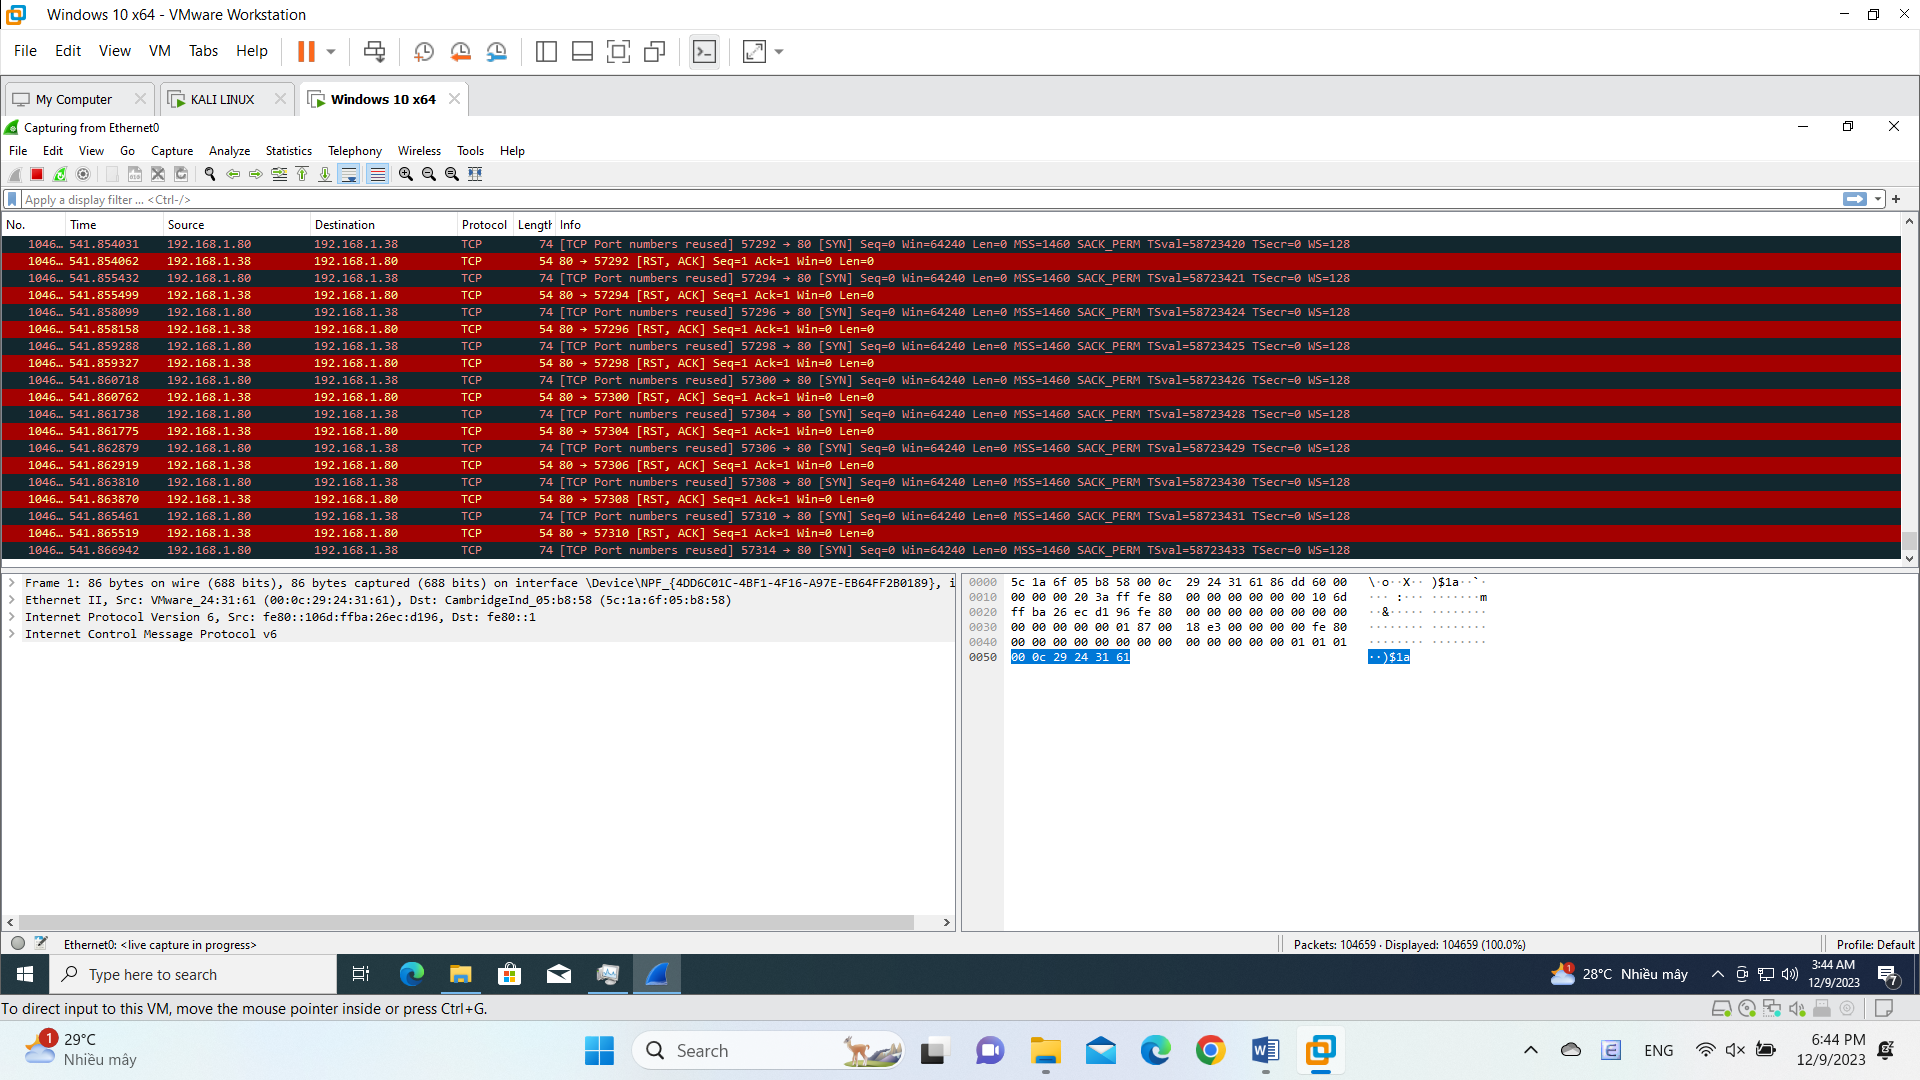 Windows 10 x64 - VMware Workstation
File Edit View VM Tabs Help
My Computer KALI LINUX Windows 10 x64
Capturing from Ethernet0
File Edit View Go Capture Analyze Statistics Telephony Wireless Tools Help
Apply a display filter ... <Ctrl-/>
No. Time Source Destination Protocol Length Info
1046… 541.854031 192.168.1.80 192.168.1.38 TCP 74 [TCP Port numbers reused] 57292 → 80 [SYN] Seq=0 Win=64240 Len=0 MSS=1460 SACK_PERM TSval=58723420 TSecr=0 WS=128
1046… 541.854062 192.168.1.38 192.168.1.80 TCP 54 80 → 57292 [RST, ACK] Seq=1 Ack=1 Win=0 Len=0
1046… 541.855432 192.168.1.80 192.168.1.38 TCP 74 [TCP Port numbers reused] 57294 → 80 [SYN] Seq=0 Win=64240 Len=0 MSS=1460 SACK_PERM TSval=58723421 TSecr=0 WS=128
1046… 541.855499 192.168.1.38 192.168.1.80 TCP 54 80 → 57294 [RST, ACK] Seq=1 Ack=1 Win=0 Len=0
1046… 541.858099 192.168.1.80 192.168.1.38 TCP 74 [TCP Port numbers reused] 57296 → 80 [SYN] Seq=0 Win=64240 Len=0 MSS=1460 SACK_PERM TSval=58723424 TSecr=0 WS=128
1046… 541.858158 192.168.1.38 192.168.1.80 TCP 54 80 → 57296 [RST, ACK] Seq=1 Ack=1 Win=0 Len=0
1046… 541.859288 192.168.1.80 192.168.1.38 TCP 74 [TCP Port numbers reused] 57298 → 80 [SYN] Seq=0 Win=64240 Len=0 MSS=1460 SACK_PERM TSval=58723425 TSecr=0 WS=128
1046… 541.859327 192.168.1.38 192.168.1.80 TCP 54 80 → 57298 [RST, ACK] Seq=1 Ack=1 Win=0 Len=0
1046… 541.860718 192.168.1.80 192.168.1.38 TCP 74 [TCP Port numbers reused] 57300 → 80 [SYN] Seq=0 Win=64240 Len=0 MSS=1460 SACK_PERM TSval=58723426 TSecr=0 WS=128
1046… 541.860762 192.168.1.38 192.168.1.80 TCP 54 80 → 57300 [RST, ACK] Seq=1 Ack=1 Win=0 Len=0
1046… 541.861738 192.168.1.80 192.168.1.38 TCP 74 [TCP Port numbers reused] 57304 → 80 [SYN] Seq=0 Win=64240 Len=0 MSS=1460 SACK_PERM TSval=58723428 TSecr=0 WS=128
1046… 541.861775 192.168.1.38 192.168.1.80 TCP 54 80 → 57304 [RST, ACK] Seq=1 Ack=1 Win=0 Len=0
1046… 541.862879 192.168.1.80 192.168.1.38 TCP 74 [TCP Port numbers reused] 57306 → 80 [SYN] Seq=0 Win=64240 Len=0 MSS=1460 SACK_PERM TSval=58723429 TSecr=0 WS=128
1046… 541.862919 192.168.1.38 192.168.1.80 TCP 54 80 → 57306 [RST, ACK] Seq=1 Ack=1 Win=0 Len=0
1046… 541.863810 192.168.1.80 192.168.1.38 TCP 74 [TCP Port numbers reused] 57308 → 80 [SYN] Seq=0 Win=64240 Len=0 MSS=1460 SACK_PERM TSval=58723430 TSecr=0 WS=128
1046… 541.863870 192.168.1.38 192.168.1.80 TCP 54 80 → 57308 [RST, ACK] Seq=1 Ack=1 Win=0 Len=0
1046… 541.865461 192.168.1.80 192.168.1.38 TCP 74 [TCP Port numbers reused] 57310 → 80 [SYN] Seq=0 Win=64240 Len=0 MSS=1460 SACK_PERM TSval=58723431 TSecr=0 WS=128
1046… 541.865519 192.168.1.38 192.168.1.80 TCP 54 80 → 57310 [RST, ACK] Seq=1 Ack=1 Win=0 Len=0
1046… 541.866942 192.168.1.80 192.168.1.38 TCP 74 [TCP Port numbers reused] 57314 → 80 [SYN] Seq=0 Win=64240 Len=0 MSS=1460 SACK_PERM TSval=58723433 TSecr=0 WS=128
Frame 1: 86 bytes on wire (688 bits), 86 bytes captured (688 bits) on interface \Device\NPF_{4DD6C01C-4BF1-4F16-A97E-EB64FF2B0189}, i
Ethernet II, Src: VMware_24:31:61 (00:0c:29:24:31:61), Dst: CambridgeInd_05:b8:58 (5c:1a:6f:05:b8:58)
Internet Protocol Version 6, Src: fe80::106d:ffba:26ec:d196, Dst: fe80::1
Internet Control Message Protocol v6
0000 5c 1a 6f 05 b8 58 00 0c 29 24 31 61 86 dd 60 00 \·o··X·· )$1a··`·
0010 00 00 00 20 3a ff fe 80 00 00 00 00 00 00 10 6d ··· :··· ·······m
0020 ff ba 26 ec d1 96 fe 80 00 00 00 00 00 00 00 00 ··&····· ········
0030 00 00 00 00 00 01 87 00 18 e3 00 00 00 00 fe 80 ········ ········
0040 00 00 00 00 00 00 00 00 00 00 00 00 00 01 01 01 ········ ········
0050 00 0c 29 24 31 61 ··)$1a
Ethernet0: <live capture in progress> Packets: 104659 · Displayed: 104659 (100.0%) Profile: Default
Type here to search
1 28°C Nhiều mây
3:44 AM
12/9/2023
7
To direct input to this VM, move the mouse pointer inside or press Ctrl+G.
1
29°C
Nhiều mây
Search
ENG
6:44 PM
12/9/2023